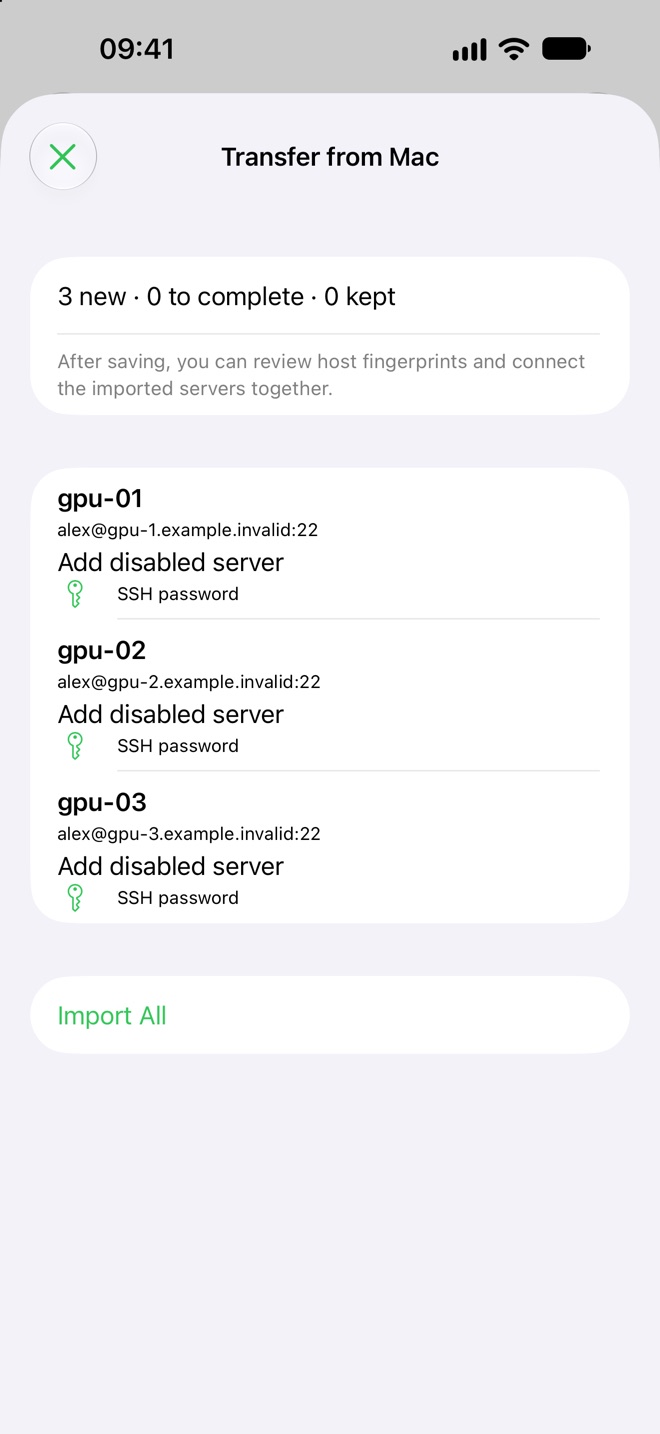 09:41
Transfer from Mac
3 new · 0 to complete · 0 kept
After saving, you can review host fingerprints and connect
the imported servers together.
gpu-01
alex@gpu-1.example.invalid:22
Add disabled server
SSH password
gpu-02
alex@gpu-2.example.invalid:22
Add disabled server
SSH password
gpu-03
alex@gpu-3.example.invalid:22
Add disabled server
SSH password
Import All